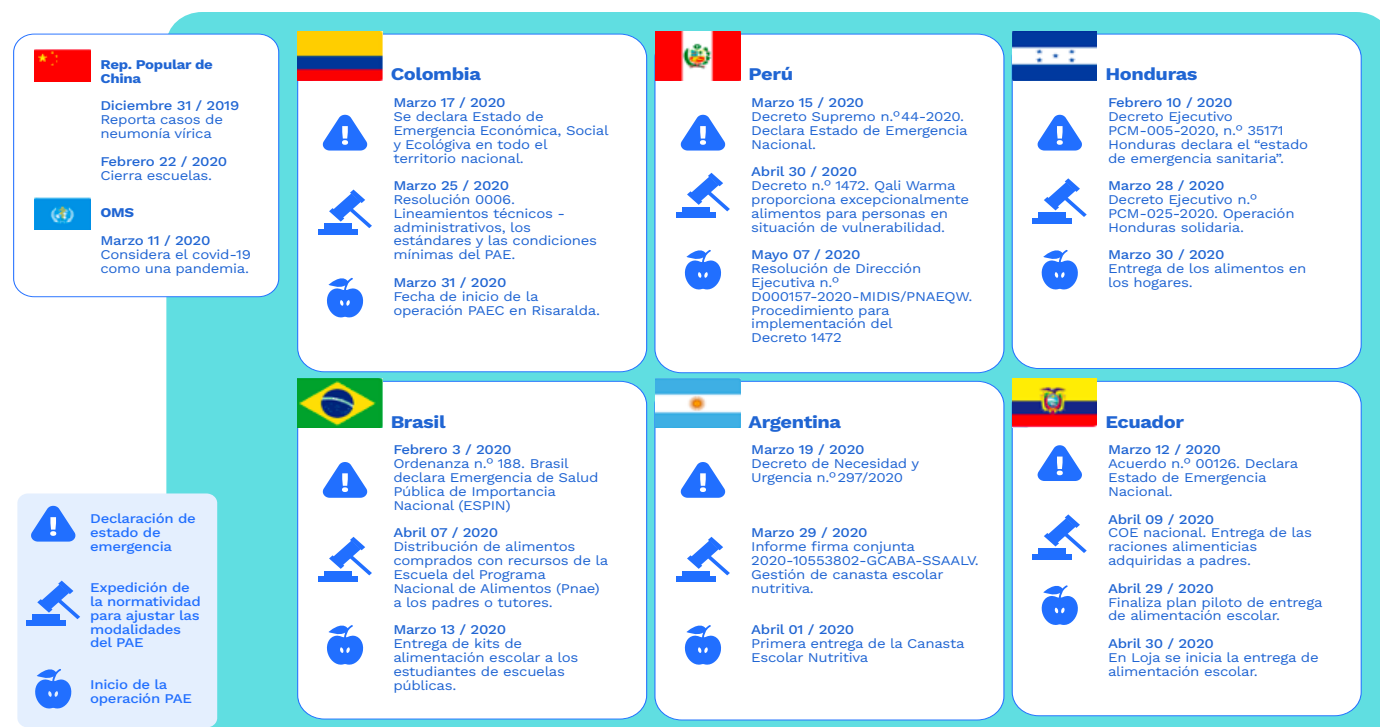 Rep. Popular de
China
Diciembre 31 / 2019
Reporta casos de
neumonía vírica
Febrero 22 / 2020
Cierra escuelas.
OMS
Marzo 11 / 2020
Considera el covid-19
como una pandemia.
Colombia
Marzo 17 / 2020
Se declara Estado de
Emergencia Económica, Social
y Ecológiva en todo el
territorio nacional.
Marzo 25 / 2020
Resolución 0006.
Lineamientos técnicos -
administrativos, los
estándares y las condiciones
mínimas del PAE.
Marzo 31 / 2020
Fecha de inicio de la
operación PAEC en Risaralda.
Perú
Marzo 15 / 2020
Decreto Supremo n.º 44-2020.
Declara Estado de Emergencia
Nacional.
Abril 30 / 2020
Decreto n.º 1472. Qali Warma
proporciona excepcionalmente
alimentos para personas en
situación de vulnerabilidad.
Mayo 07 / 2020
Resolución de Dirección
Ejecutiva n.º
D000157-2020-MIDIS/PNAEQW.
Procedimiento para
implementación del
Decreto 1472
Honduras
Febrero 10 / 2020
Decreto Ejecutivo
PCM-005-2020, n.º 35171
Honduras declara el “estado
de emergencia sanitaria”.
Marzo 28 / 2020
Decreto Ejecutivo n.º
PCM-025-2020. Operación
Honduras solidaria.
Marzo 30 / 2020
Entrega de los alimentos en
los hogares.
Brasil
Febrero 3 / 2020
Ordenanza n.º 188. Brasil
declara Emergencia de Salud
Pública de Importancia
Nacional (ESPIN)
Abril 07 / 2020
Distribución de alimentos
comprados con recursos de la
Escuela del Programa
Nacional de Alimentos (Pnae)
a los padres o tutores.
Marzo 13 / 2020
Entrega de kits de
alimentación escolar a los
estudiantes de escuelas
públicas.
Argentina
Marzo 19 / 2020
Decreto de Necesidad y
Urgencia n.º 297/2020
Marzo 29 / 2020
Informe firma conjunta
2020-10553802-GCABA-SSAALV.
Gestión de canasta escolar
nutritiva.
Abril 01 / 2020
Primera entrega de la Canasta
Escolar Nutritiva
Ecuador
Marzo 12 / 2020
Acuerdo n.º 00126. Declara
Estado de Emergencia
Nacional.
Abril 09 / 2020
COE nacional. Entrega de las
raciones alimenticias
adquiridas a padres.
Abril 29 / 2020
Finaliza plan piloto de entrega
de alimentación escolar.
Abril 30 / 2020
En Loja se inicia la entrega de
alimentación escolar.
Declaración de
estado de
emergencia
Expedición de
la normatividad
para ajustar las
modalidades
del PAE
Inicio de la
operación PAE